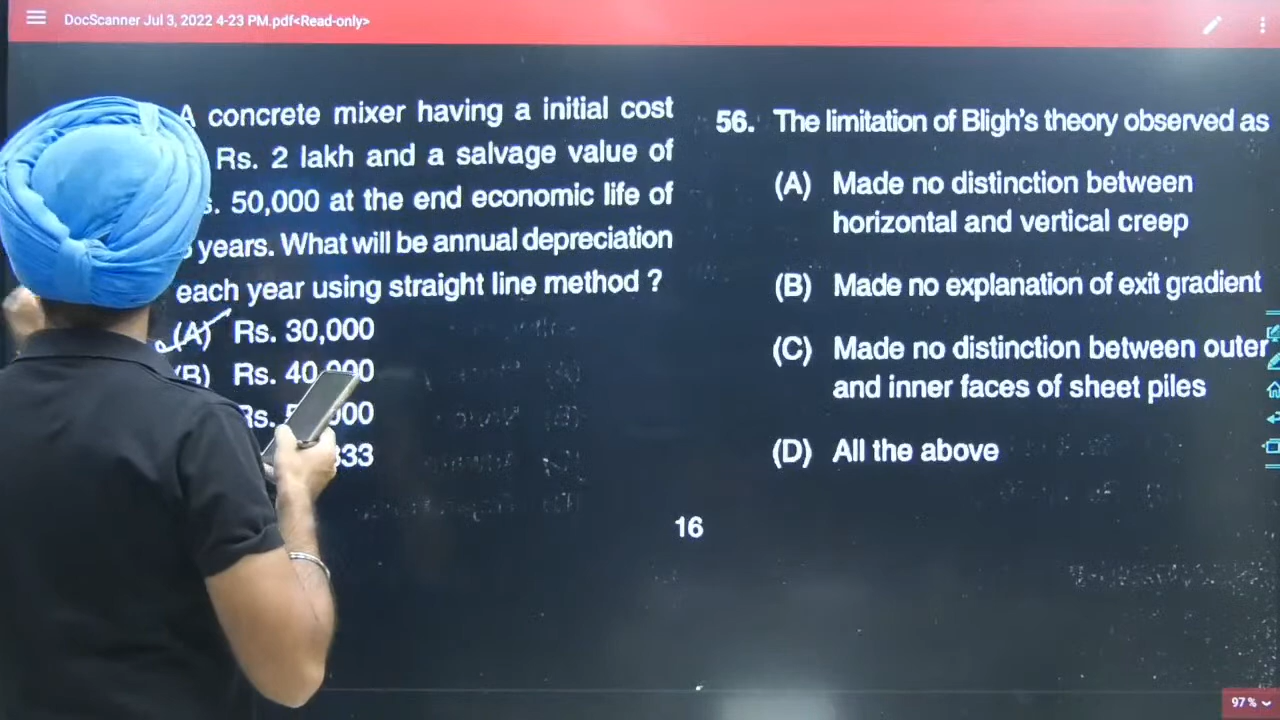 DocScanner Jul 3, 2022 4-23 PM.pdf<Read-only>
A concrete mixer having a initial cost
Rs. 2 lakh and a salvage value of
50,000 at the end economic life of
years. What will be annual depreciation
each year using straight line method ?
(A) Rs. 30,000
(B) Rs.
Rs.
56. The limitation of Bligh's theory observed as
(A) Made no distinction between
horizontal and vertical creep
(B) Made no explanation of exit gradient
(C) Made no distinction between outer
and inner faces of sheet piles
(D) All the above
16
97%